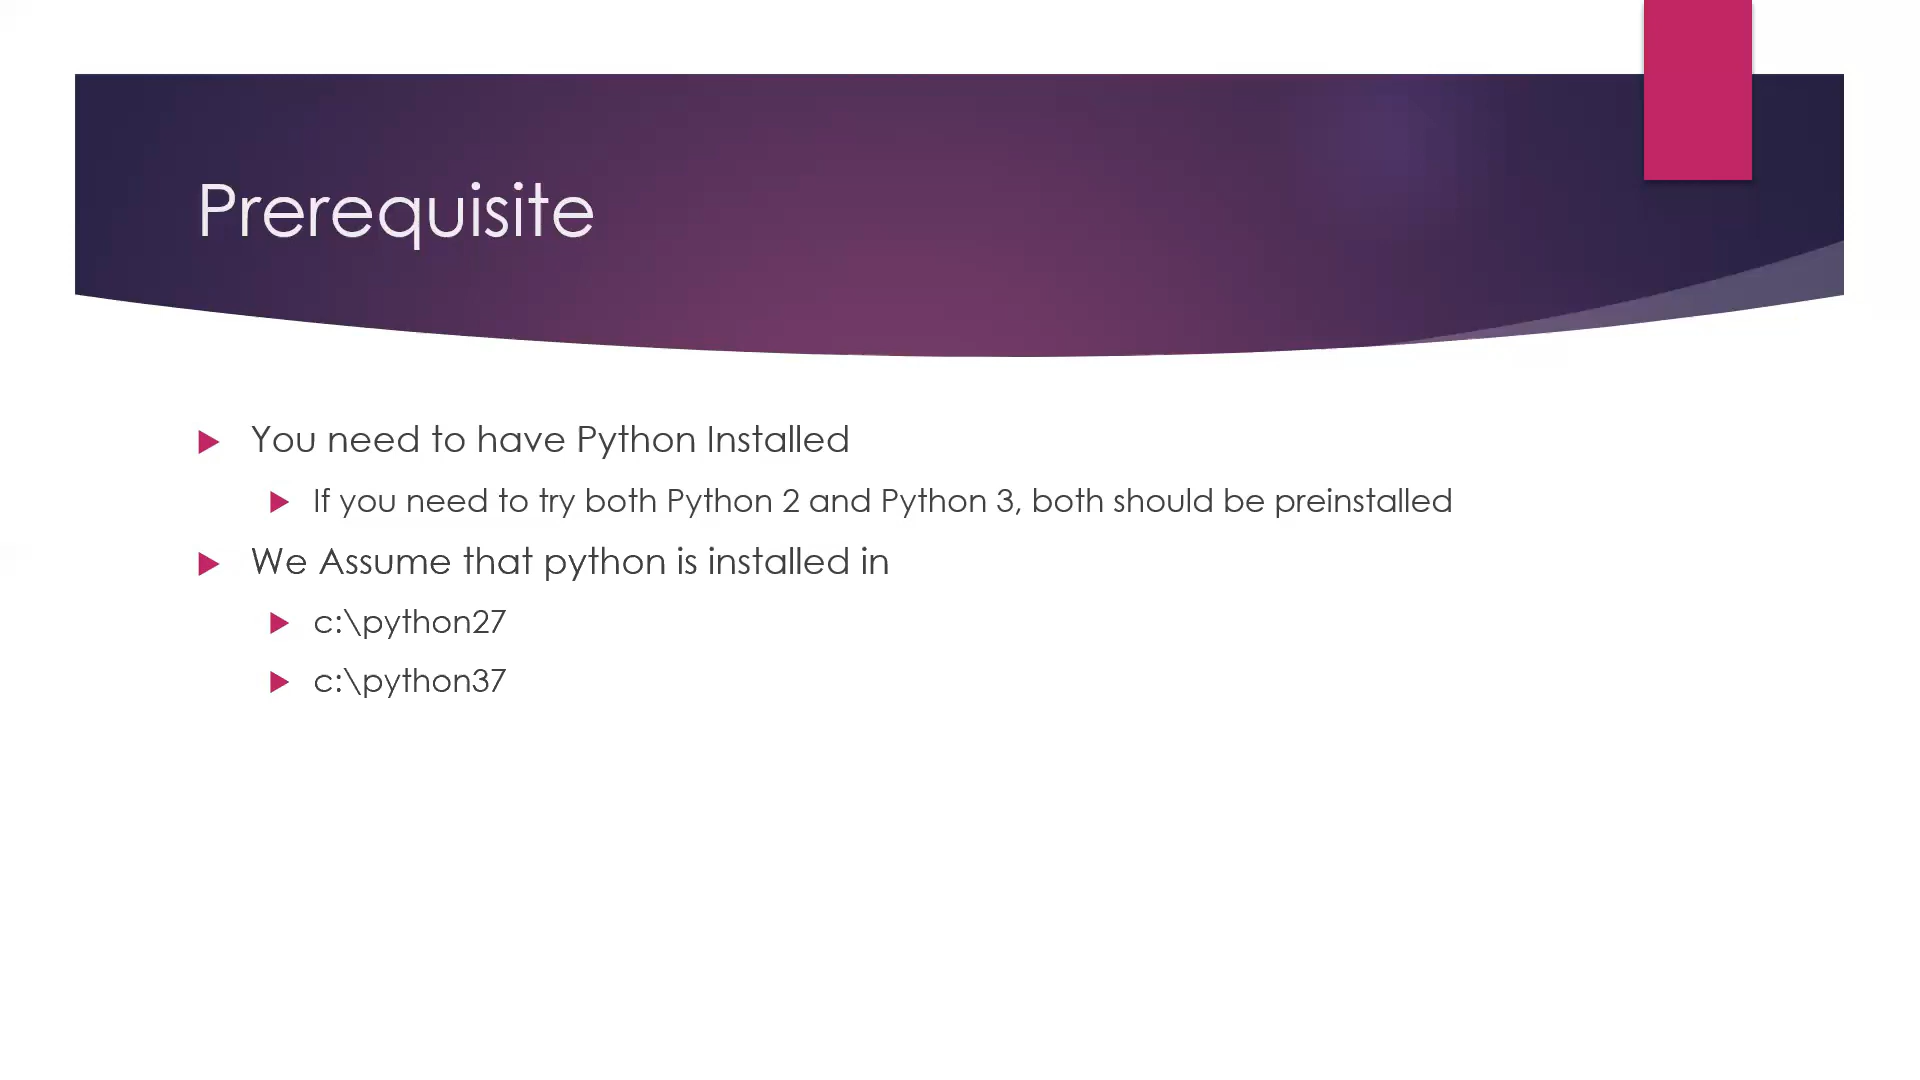 Prerequisite
You need to have Python Installed
If you need to try both Python 2 and Python 3, both should be preinstalled
We Assume that python is installed in
c:\python27
c:\python37